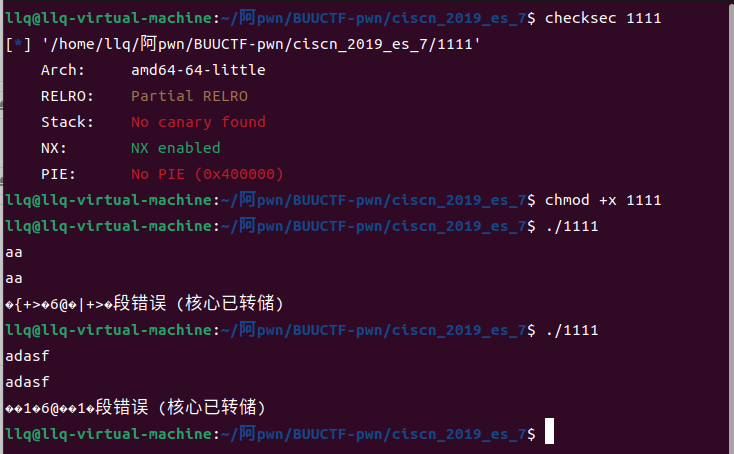 llq@llq-virtual-machine:~/阿pwn/BUUCTF-pwn/ciscn_2019_es_7$ checksec 1111
[*] '/home/llq/阿pwn/BUUCTF-pwn/ciscn_2019_es_7/1111'
    Arch:     amd64-64-little
    RELRO:    Partial RELRO
    Stack:    No canary found
    NX:       NX enabled
    PIE:      No PIE (0x400000)
llq@llq-virtual-machine:~/阿pwn/BUUCTF-pwn/ciscn_2019_es_7$ chmod +x 1111
llq@llq-virtual-machine:~/阿pwn/BUUCTF-pwn/ciscn_2019_es_7$ ./1111
aa
aa
�{+>�6@�|+>�段错误 (核心已转储)
llq@llq-virtual-machine:~/阿pwn/BUUCTF-pwn/ciscn_2019_es_7$ ./1111
adasf
adasf
��1�6@��1�段错误 (核心已转储)
llq@llq-virtual-machine:~/阿pwn/BUUCTF-pwn/ciscn_2019_es_7$